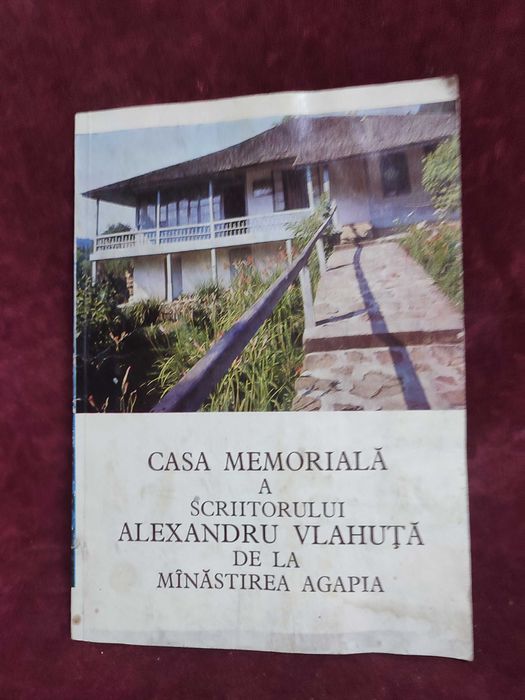 CASA MEMORIALĂ
A
SCRIITORULUI
ALEXANDRU VLAHUŢĂ
DE LA
MÎNĂSTIREA AGAPIA